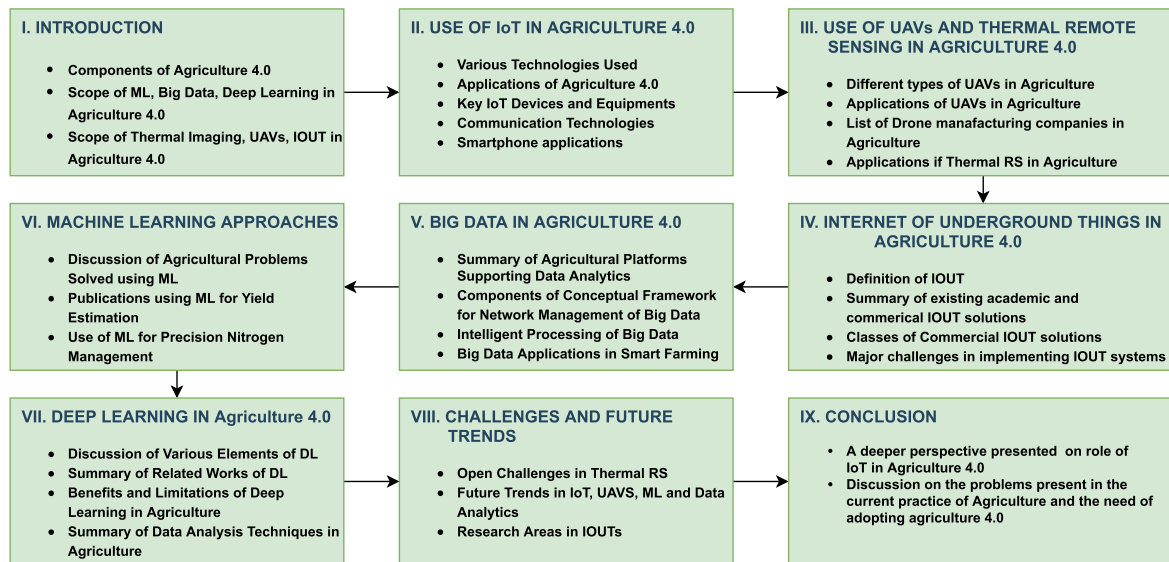 I. INTRODUCTION
• Components of Agriculture 4.0
• Scope of ML, Big Data, Deep Learning in
Agriculture 4.0
• Scope of Thermal Imaging, UAVs, IOUT in
Agriculture 4.0
II. USE OF IoT IN AGRICULTURE 4.0
• Various Technologies Used
• Applications of Agriculture 4.0
• Key IoT Devices and Equipments
• Communication Technologies
• Smartphone applications
III. USE OF UAVs AND THERMAL REMOTE
SENSING IN AGRICULTURE 4.0
• Different types of UAVs in Agriculture
• Applications of UAVs in Agriculture
• List of Drone manafacturing companies in
Agriculture
• Applications if Thermal RS in Agriculture
IV. INTERNET OF UNDERGROUND THINGS IN
AGRICULTURE 4.0
• Definition of IOUT
• Summary of existing academic and
commerical IOUT solutions
• Classes of Commercial IOUT solutions
• Major challenges in implementing IOUT systems
V. BIG DATA IN AGRICULTURE 4.0
• Summary of Agricultural Platforms
Supporting Data Analytics
• Components of Conceptual Framework
for Network Management of Big Data
• Intelligent Processing of Big Data
• Big Data Applications in Smart Farming
VI. MACHINE LEARNING APPROACHES
• Discussion of Agricultural Problems
Solved using ML
• Publications using ML for Yield
Estimation
• Use of ML for Precision Nitrogen
Management
VII. DEEP LEARNING IN Agriculture 4.0
• Discussion of Various Elements of DL
• Summary of Related Works of DL
• Benefits and Limitations of Deep
Learning in Agriculture
• Summary of Data Analysis Techniques in
Agriculture
VIII. CHALLENGES AND FUTURE
TRENDS
• Open Challenges in Thermal RS
• Future Trends in IoT, UAVS, ML and Data
Analytics
• Research Areas in IOUTs
IX. CONCLUSION
• A deeper perspective presented on role of
IoT in Agriculture 4.0
• Discussion on the problems present in the
current practice of Agriculture and the need of
adopting agriculture 4.0